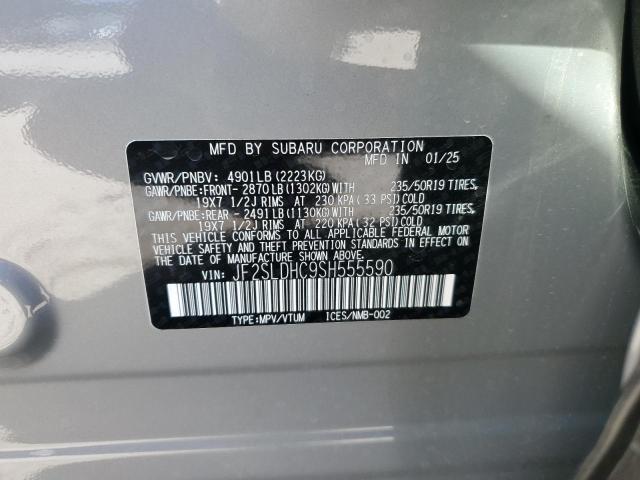 MFD BY SUBARU CORPORATION
MFD IN 01/25
GVWR/PNBV: 4901LB(2223KG)
GAWR/PNBE:FRONT- 2870LB(1302KG)WITH 235/50R19 TIRES,
19X7 1/2J RIMS AT 230 KPA(33 PSI)COLD
GAWR/PNBE:REAR - 2491LB(1130KG)WITH 235/50R19 TIRES,
19X7 1/2J RIMS AT 220 KPA(32 PSI)COLD
THIS VEHICLE CONFORMS TO ALL APPLICABLE FEDERAL MOTOR
VEHICLE SAFETY AND THEFT PREVENTION STANDARDS IN EFFECT ON
THE DATE OF MANUFACTURE SHOWN ABOVE.
VIN: JF2SLDHC9SH555590
TYPE:MPV/VTUM ICES/NMB-002